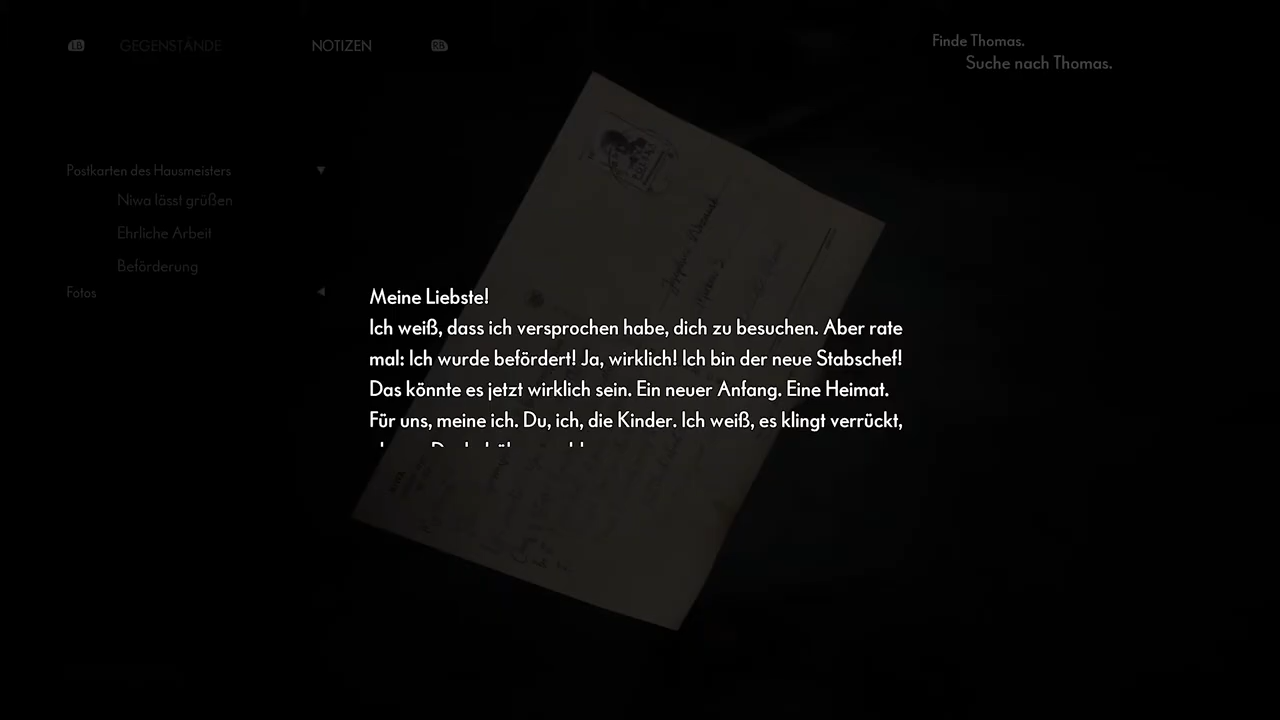 LB GEGENSTÄNDE NOTIZEN RB
Finde Thomas.
Suche nach Thomas.
Postkarten des Hausmeisters
Niwa lässt grüßen
Ehrliche Arbeit
Beförderung
Fotos
Meine Liebste!
Ich weiß, dass ich versprochen habe, dich zu besuchen. Aber rate
mal: Ich wurde befördert! Ja, wirklich! Ich bin der neue Stabschef!
Das könnte es jetzt wirklich sein. Ein neuer Anfang. Eine Heimat.
Für uns, meine ich. Du, ich, die Kinder. Ich weiß, es klingt verrückt,